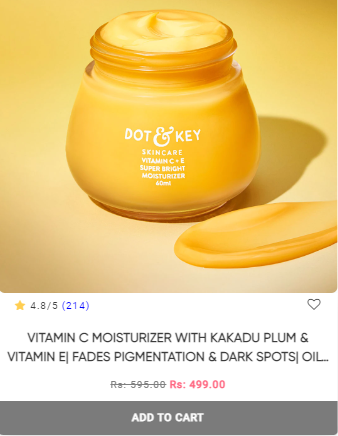 DOT & KEY
SKINCARE
VITAMIN C + E
SUPER BRIGHT
MOISTURIZER
60ml
4.8/5 (214)
VITAMIN C MOISTURIZER WITH KAKADU PLUM &
VITAMIN E| FADES PIGMENTATION & DARK SPOTS| OIL...
Rs: 595.00 Rs: 499.00
ADD TO CART